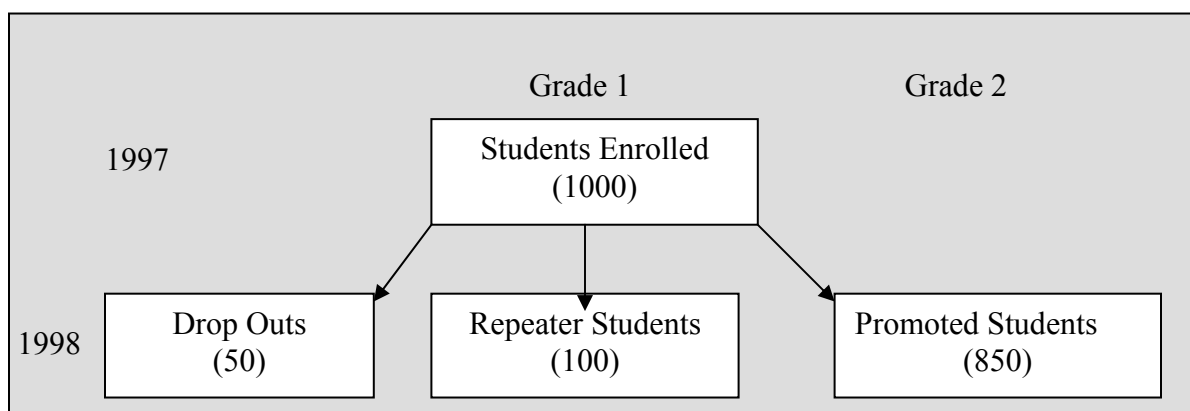 Grade 1 Grade 2
1997
Students Enrolled
(1000)
1998
Drop Outs
(50)
Repeater Students
(100)
Promoted Students
(850)